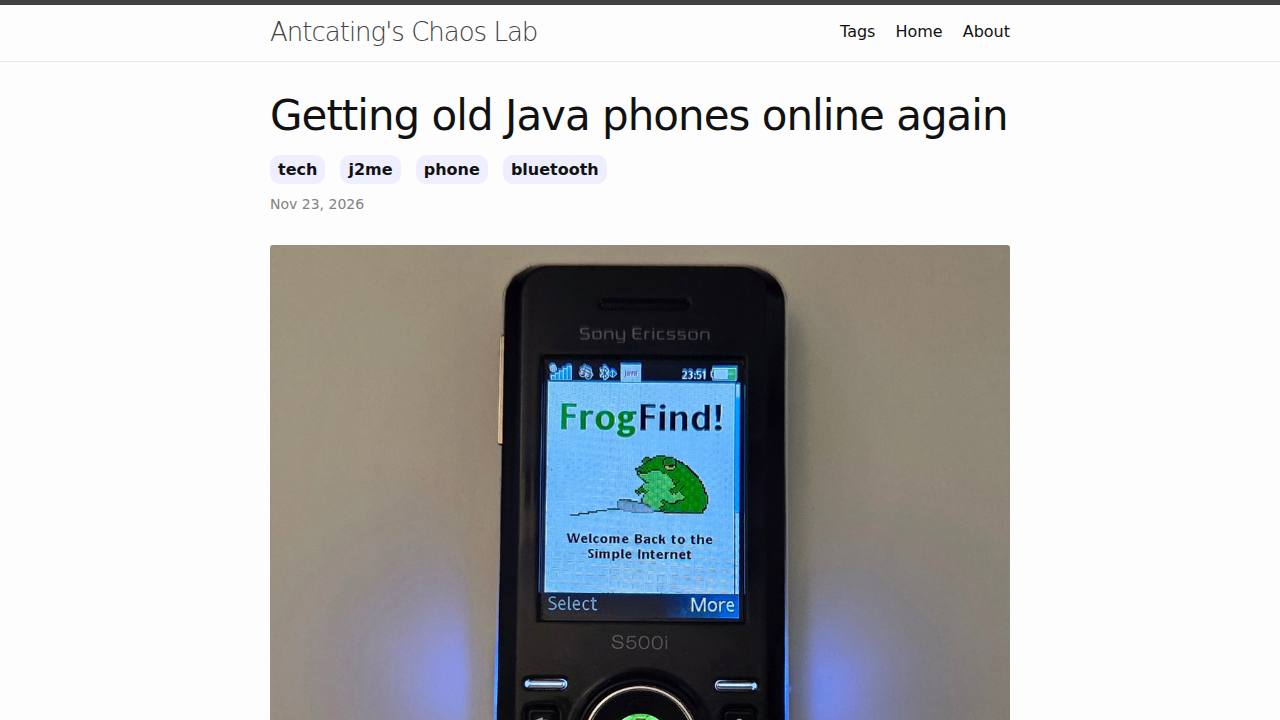 Antcating's Chaos Lab
Tags Home About
Getting old Java phones online again
tech j2me phone bluetooth
Nov 23, 2026
Sony Ericsson
23:51
FrogFind!
Welcome Back to the
Simple Internet
Select More
S500i